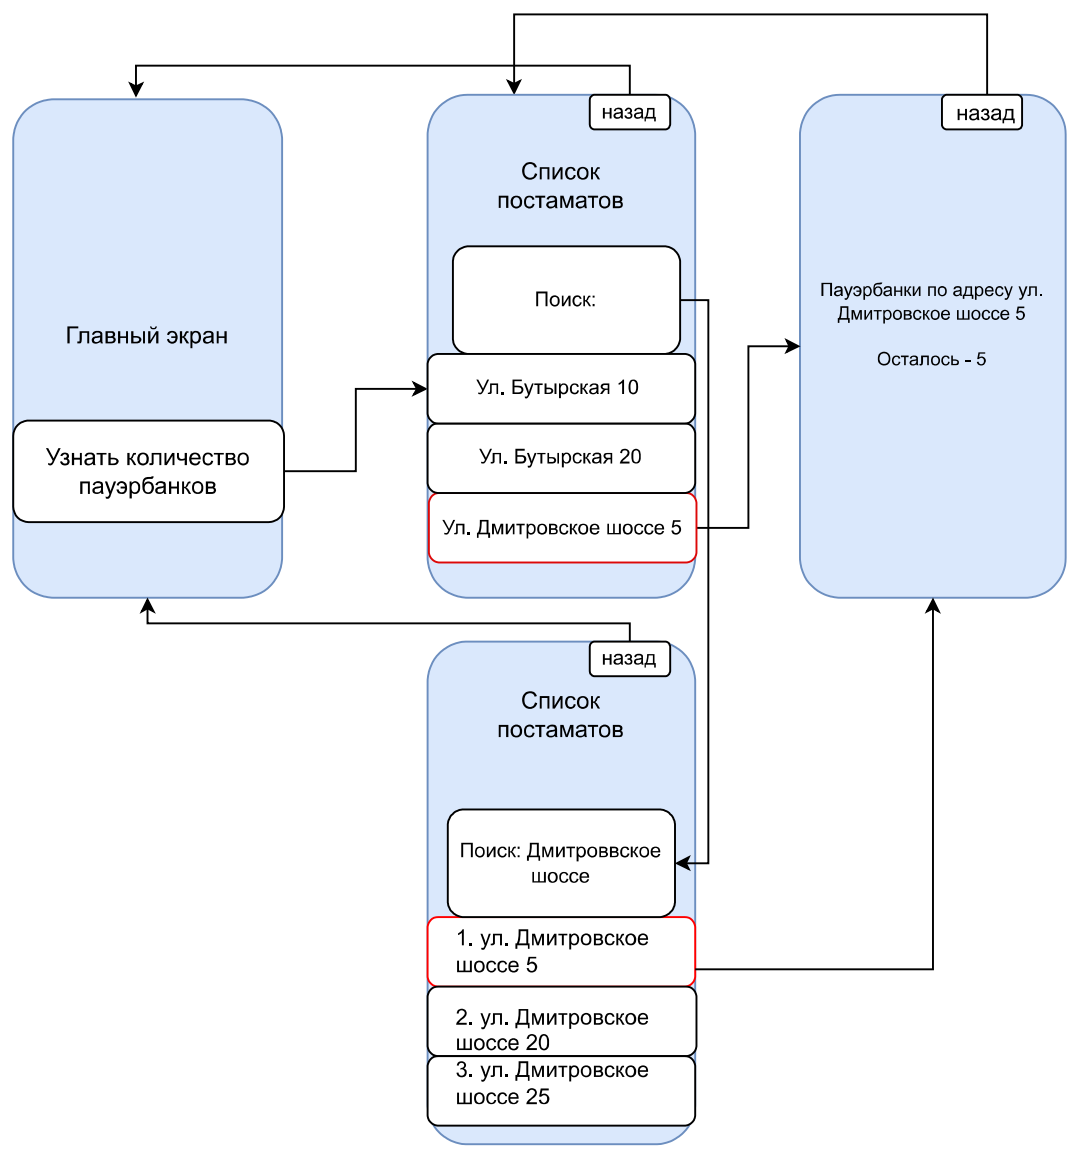 Главный экран
Узнать количество
пауэрбанков
назад
Список
постаматов
Поиск:
Ул. Бутырская 10
Ул. Бутырская 20
Ул. Дмитровское шоссе 5
назад
Пауэрбанки по адресу ул.
Дмитровское шоссе 5
Осталось - 5
назад
Список
постаматов
Поиск: Дмитроввское
шоссе
1. ул. Дмитровское
шоссе 5
2. ул. Дмитровское
шоссе 20
3. ул. Дмитровское
шоссе 25